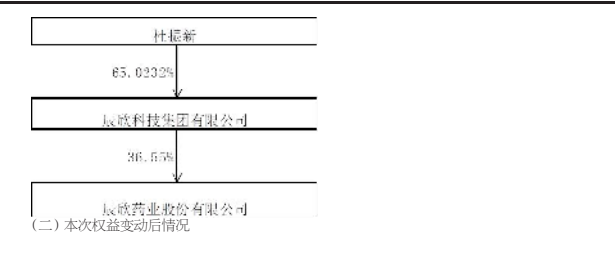 杜振新
65.0232%
辰欣科技集团有限公司
36.55%
辰欣药业股份有限公司
(二)本次权益变动后情况